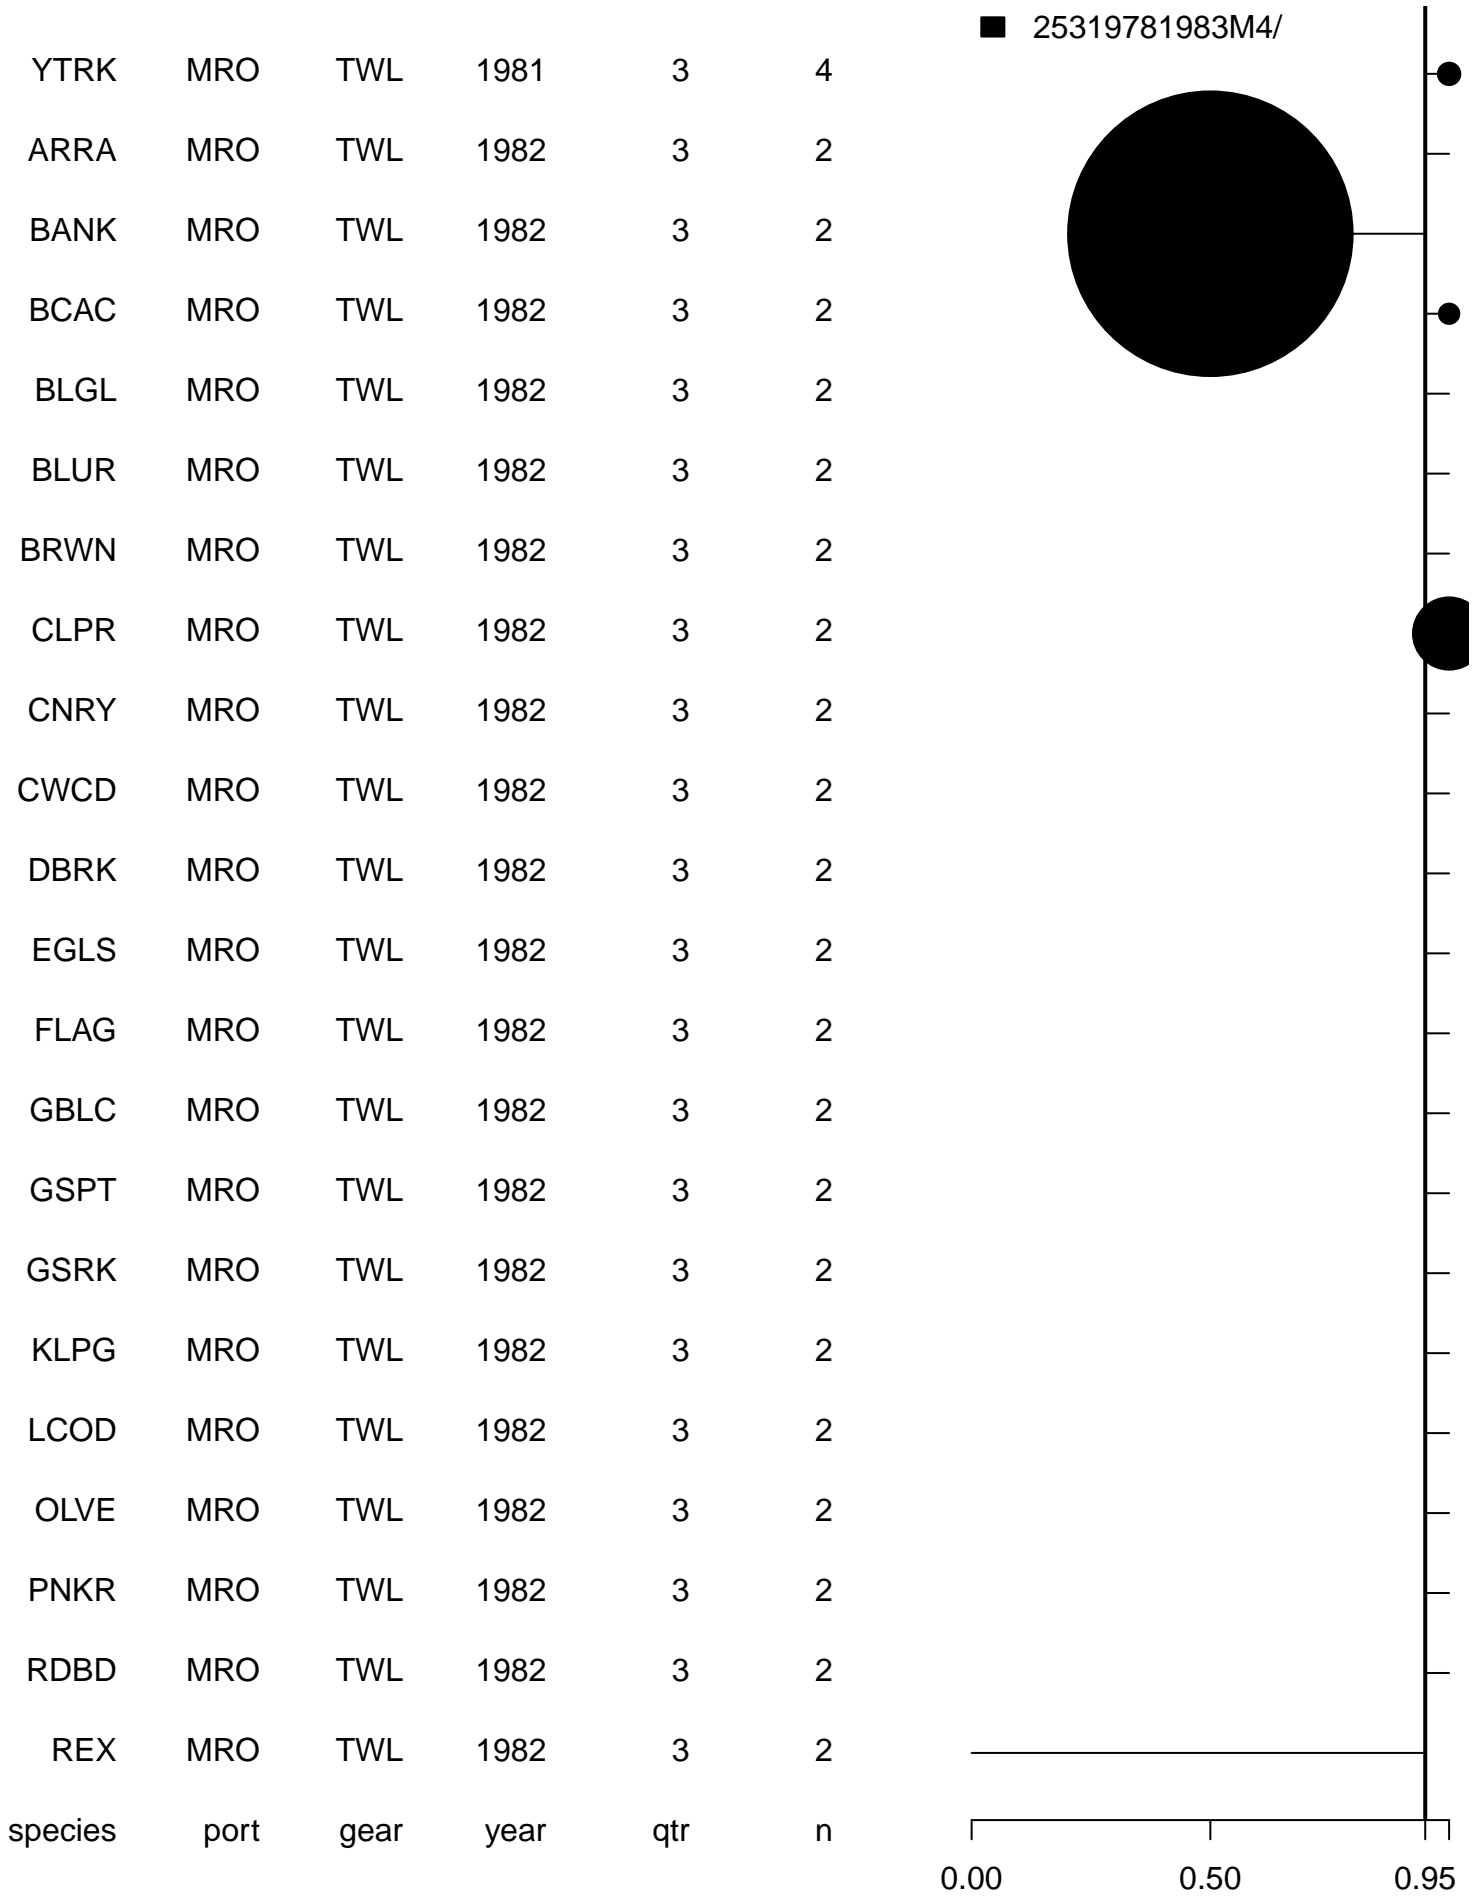 25319781983M4/
YTRK MRO TWL 1981 3 4
ARRA MRO TWL 1982 3 2
BANK MRO TWL 1982 3 2
BCAC MRO TWL 1982 3 2
BLGL MRO TWL 1982 3 2
BLUR MRO TWL 1982 3 2
BRWN MRO TWL 1982 3 2
CLPR MRO TWL 1982 3 2
CNRY MRO TWL 1982 3 2
CWCD MRO TWL 1982 3 2
DBRK MRO TWL 1982 3 2
EGLS MRO TWL 1982 3 2
FLAG MRO TWL 1982 3 2
GBLC MRO TWL 1982 3 2
GSPT MRO TWL 1982 3 2
GSRK MRO TWL 1982 3 2
KLPG MRO TWL 1982 3 2
LCOD MRO TWL 1982 3 2
OLVE MRO TWL 1982 3 2
PNKR MRO TWL 1982 3 2
RDBD MRO TWL 1982 3 2
REX MRO TWL 1982 3 2
species port gear year qtr n
0.00 0.50 0.95